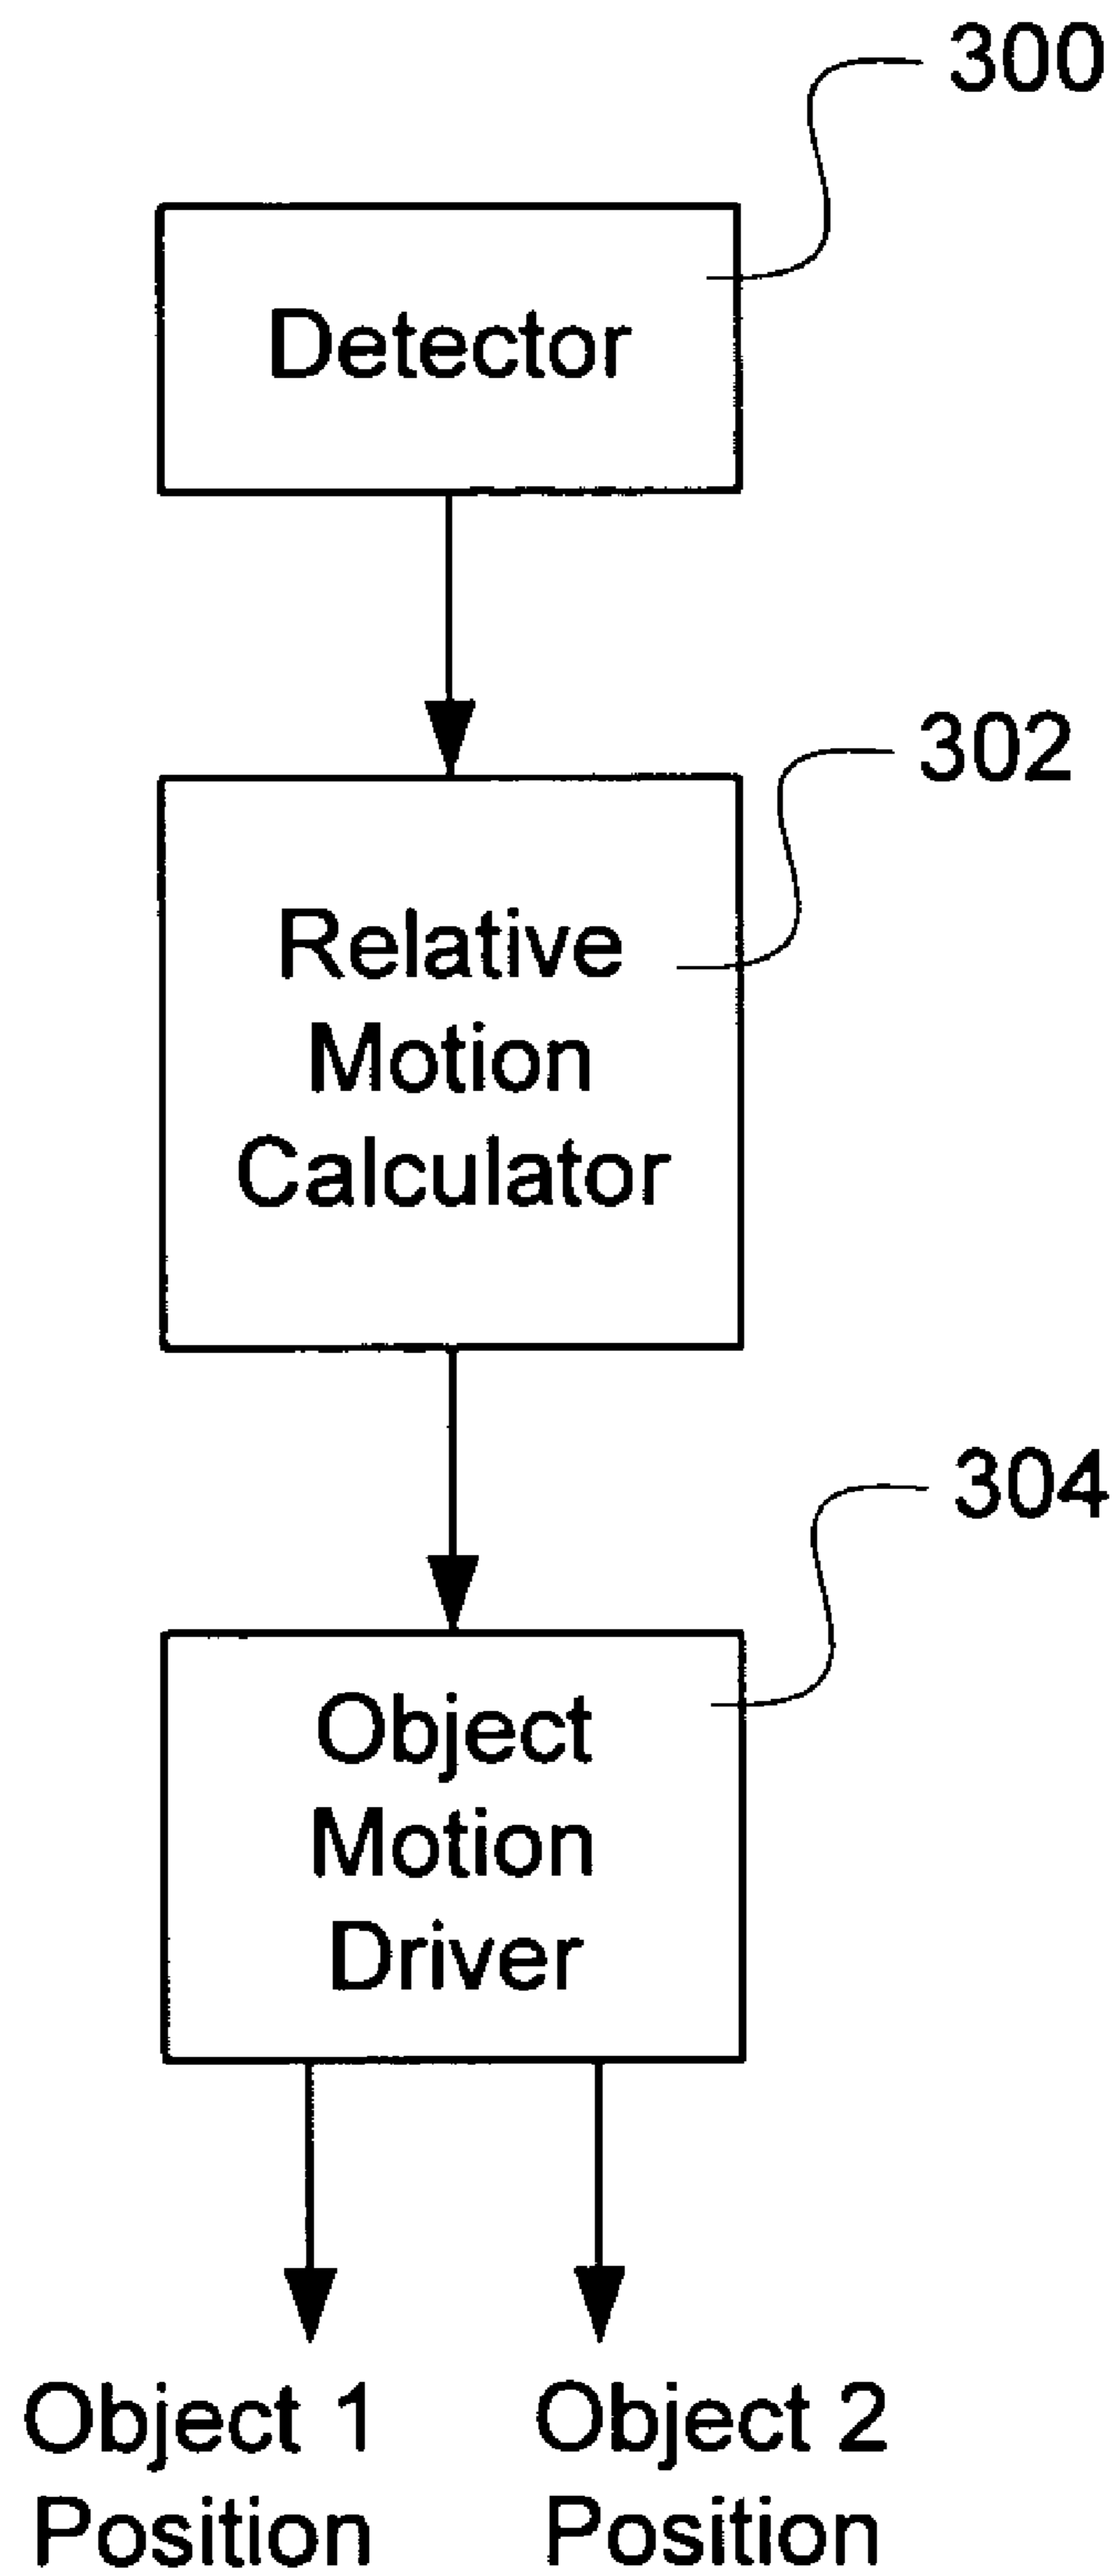 300
Detector
302
Relative
Motion
Calculator
304
Object
Motion
Driver
Object 1
Position
Object 2
Position